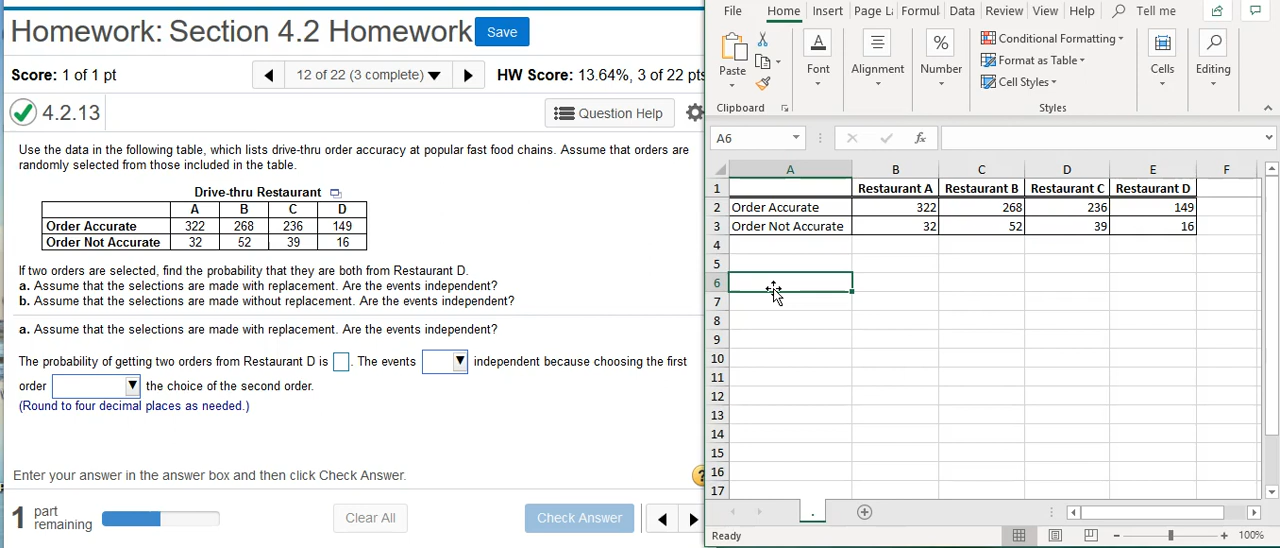 Homework: Section 4.2 Homework
Save
Score: 1 of 1 pt
12 of 22 (3 complete)
HW Score: 13.64%, 3 of 22 pts
4.2.13
Question Help
Use the data in the following table, which lists drive-thru order accuracy at popular fast food chains. Assume that orders are
randomly selected from those included in the table.
Drive-thru Restaurant
A B C D
Order Accurate 322 268 236 149
Order Not Accurate 32 52 39 16
If two orders are selected, find the probability that they are both from Restaurant D.
a. Assume that the selections are made with replacement. Are the events independent?
b. Assume that the selections are made without replacement. Are the events independent?
a. Assume that the selections are made with replacement. Are the events independent?
The probability of getting two orders from Restaurant D is . The events independent because choosing the first
order the choice of the second order.
(Round to four decimal places as needed.)
Enter your answer in the answer box and then click Check Answer.
?
1 part
remaining
Clear All
Check Answer
File Home Insert Page La Formul Data Review View Help Tell me
Paste
Font
Alignment
%
Number
Conditional Formatting
Format as Table
Cell Styles
Cells
Editing
Clipboard
Styles
A6
fx
A B C D E F
1 Restaurant A Restaurant B Restaurant C Restaurant D
2 Order Accurate 322 268 236 149
3 Order Not Accurate 32 52 39 16
4
5
6
7
8
9
10
11
12
13
14
15
16
17
.
Ready
100%